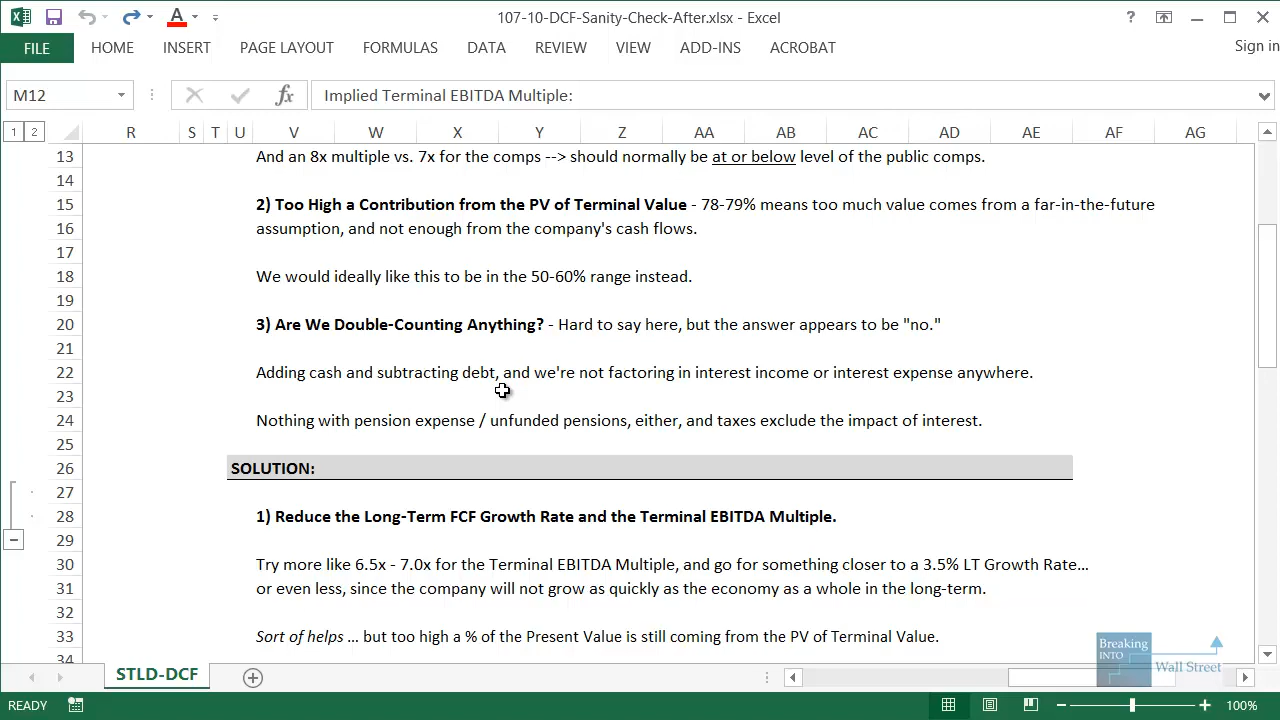 107-10-DCF-Sanity-Check-After.xlsx - Excel
?
A
FILE HOME INSERT PAGE LAYOUT FORMULAS DATA REVIEW VIEW ADD-INS ACROBAT Sign in
M12 fx Implied Terminal EBITDA Multiple:
1 2 R S T U V W X Y Z AA AB AC AD AE AF AG
13 And an 8x multiple vs. 7x for the comps --> should normally be at or below level of the public comps.
14
15 2) Too High a Contribution from the PV of Terminal Value - 78-79% means too much value comes from a far-in-the-future
16 assumption, and not enough from the company's cash flows.
17
18 We would ideally like this to be in the 50-60% range instead.
19
20 3) Are We Double-Counting Anything? - Hard to say here, but the answer appears to be "no."
21
22 Adding cash and subtracting debt, and we're not factoring in interest income or interest expense anywhere.
23
24 Nothing with pension expense / unfunded pensions, either, and taxes exclude the impact of interest.
25
26 SOLUTION:
27
28 1) Reduce the Long-Term FCF Growth Rate and the Terminal EBITDA Multiple.
29
30 Try more like 6.5x - 7.0x for the Terminal EBITDA Multiple, and go for something closer to a 3.5% LT Growth Rate…
31 or even less, since the company will not grow as quickly as the economy as a whole in the long-term.
32
33 Sort of helps … but too high a % of the Present Value is still coming from the PV of Terminal Value.
34
Breaking
INTO
Wall Street
STLD-DCF
READY 100%